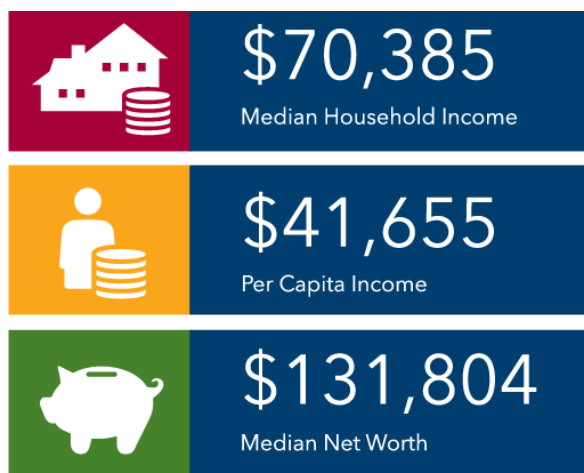 $70,385
Median Household Income
$41,655
Per Capita Income
$131,804
Median Net Worth